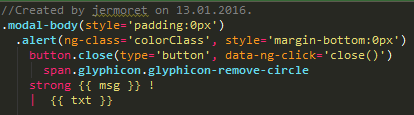 //Created by jermoret on 13.01.2016.
.modal-body(style='padding:0px')
  .alert(ng-class='colorClass', style='margin-bottom:0px')
    button.close(type='button', data-ng-click='close()')
      span.glyphicon.glyphicon-remove-circle
    strong {{ msg }} !
    |  {{ txt }}